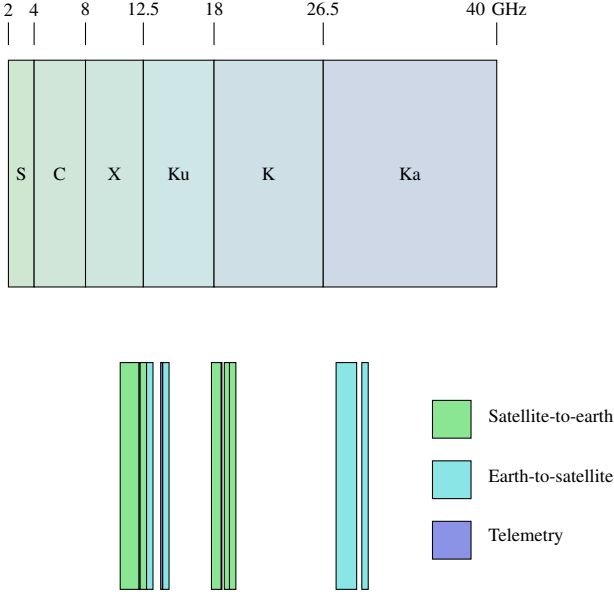 2 4 8 12.5 18 26.5 40 GHz
S C X Ku K Ka
Satellite-to-earth
Earth-to-satellite
Telemetry